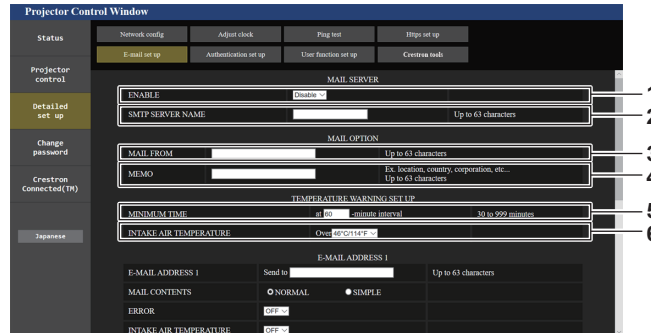 Projector Control Window
Status
Network config
Adjust clock
Ping test
Https set up
E-mail set up
Authentication set up
User function set up
Crestron tools
Projector
control
Detailed
set up
Change
password
Crestron
Connected(TM)
Japanese
MAIL SERVER
ENABLE Disable 1
SMTP SERVER NAME Up to 63 characters 2
MAIL OPTION
MAIL FROM Up to 63 characters 3
MEMO Ex. location, country, corporation, etc...
Up to 63 characters 4
TEMPERATURE WARNING SET UP
MINIMUM TIME at 60 -minute interval 30 to 999 minutes 5
INTAKE AIR TEMPERATURE Over 46°C/114°F 6
E-MAIL ADDRESS 1
E-MAIL ADDRESS 1 Send to Up to 63 characters
MAIL CONTENTS NORMAL SIMPLE
ERROR OFF
INTAKE AIR TEMPERATURE OFF